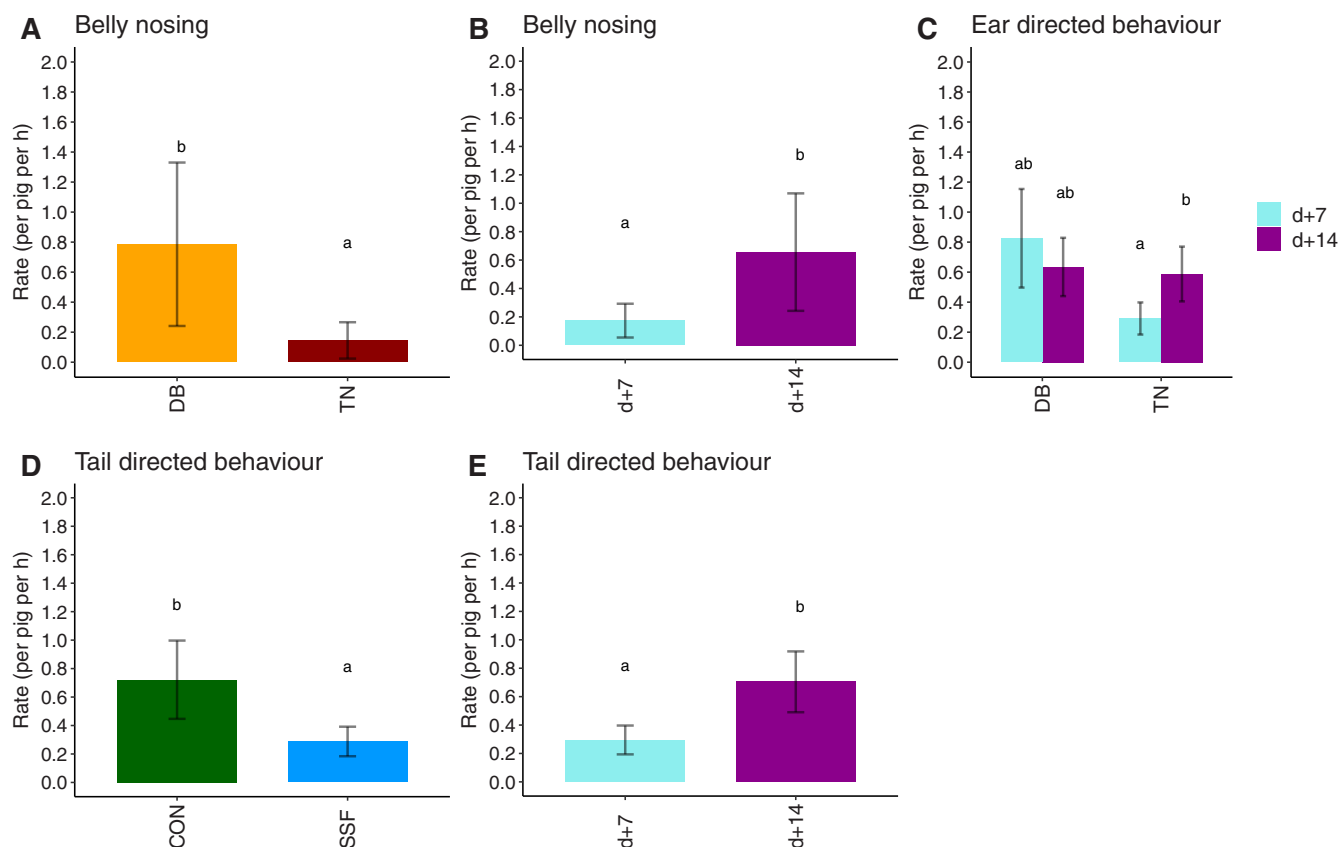 A Belly nosing
Rate (per pig per h)
2.0
1.8
1.6
1.4
1.2
1.0
0.8
0.6
0.4
0.2
0.0
b
a
DB
TN
B Belly nosing
Rate (per pig per h)
2.0
1.8
1.6
1.4
1.2
1.0
0.8
0.6
0.4
0.2
0.0
a
b
d+7
d+14
C Ear directed behaviour
Rate (per pig per h)
2.0
1.8
1.6
1.4
1.2
1.0
0.8
0.6
0.4
0.2
0.0
ab
ab
a
b
DB
TN
d+7
d+14
D Tail directed behaviour
Rate (per pig per h)
2.0
1.8
1.6
1.4
1.2
1.0
0.8
0.6
0.4
0.2
0.0
b
a
CON
SSF
E Tail directed behaviour
Rate (per pig per h)
2.0
1.8
1.6
1.4
1.2
1.0
0.8
0.6
0.4
0.2
0.0
a
b
d+7
d+14